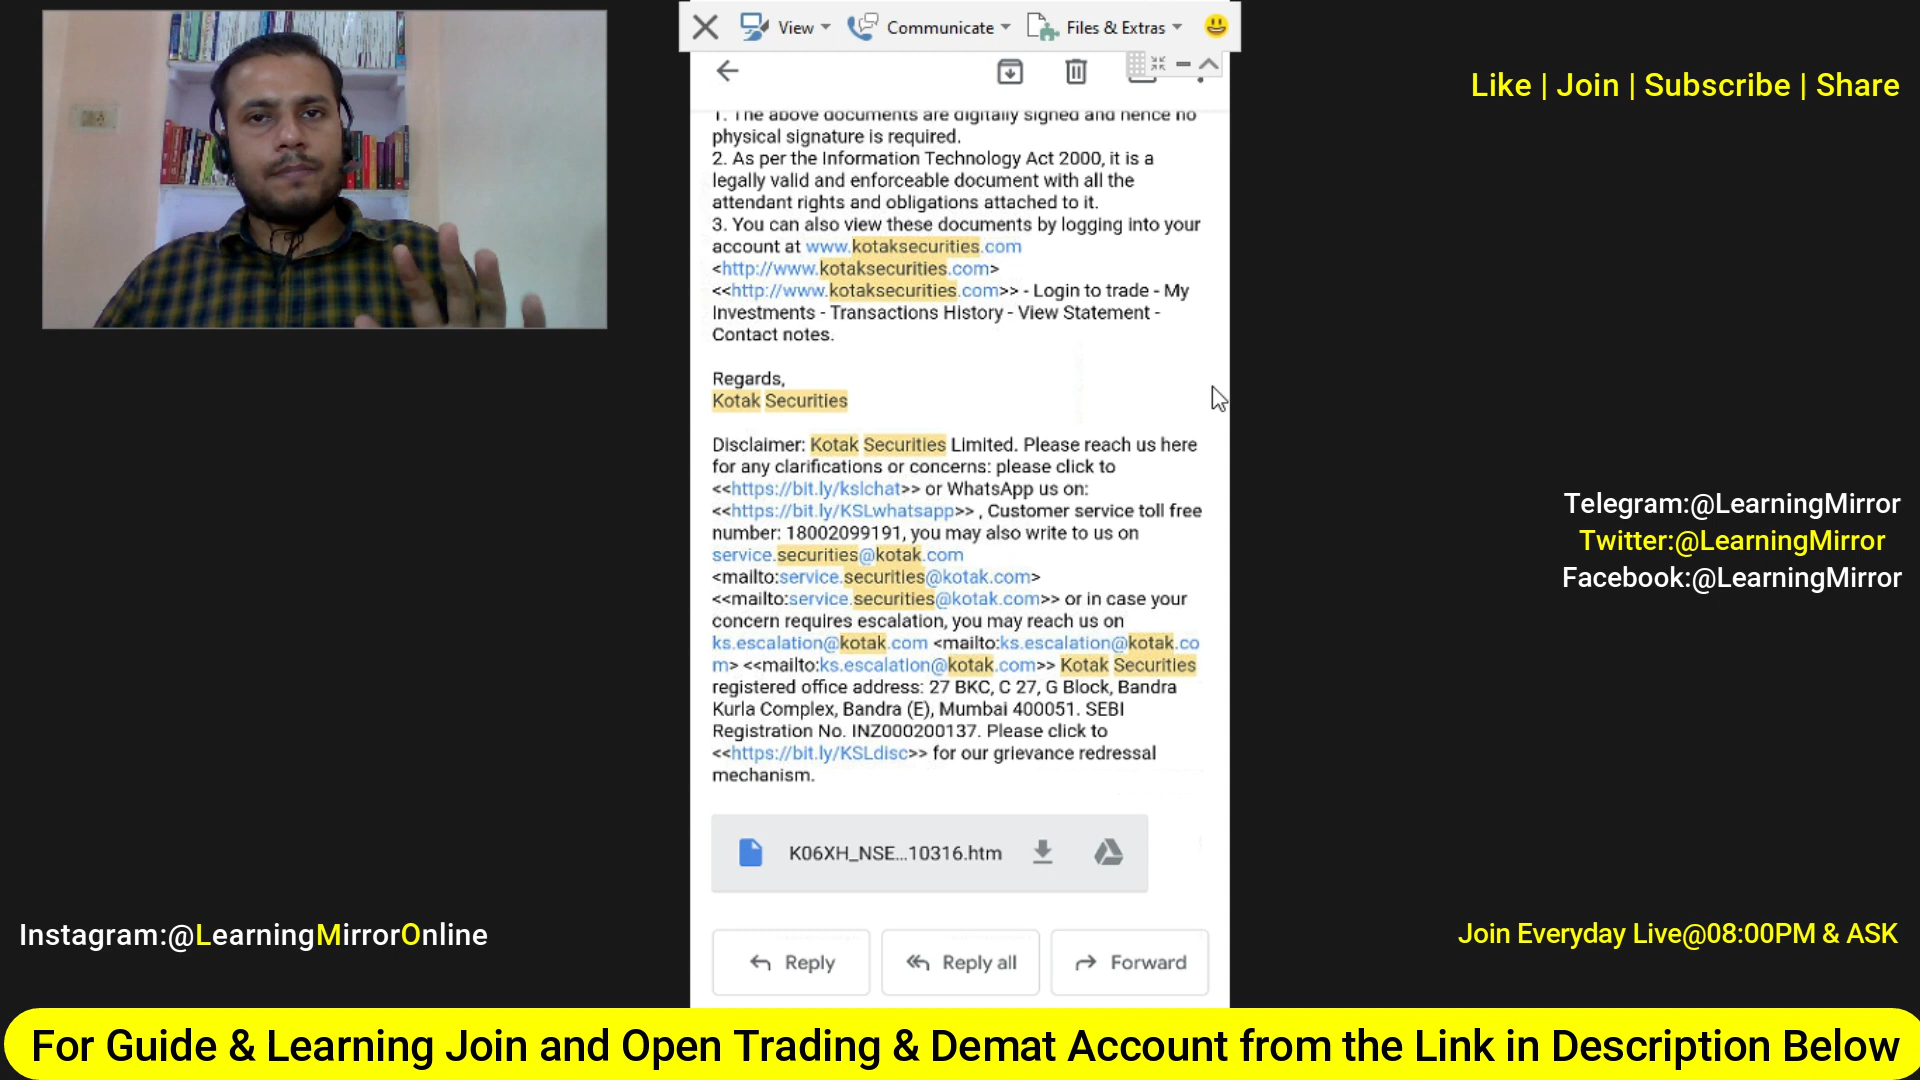 View
Communicate
Files & Extras
Like | Join | Subscribe | Share
1. The above documents are digitally signed and hence no
physical signature is required.
2. As per the Information Technology Act 2000, it is a
legally valid and enforceable document with all the
attendant rights and obligations attached to it.
3. You can also view these documents by logging into your
account at www.kotaksecurities.com
<http://www.kotaksecurities.com>
<<http://www.kotaksecurities.com>> - Login to trade - My
Investments - Transactions History - View Statement -
Contact notes.
Regards,
Kotak Securities
Disclaimer: Kotak Securities Limited. Please reach us here
for any clarifications or concerns: please click to
<<https://bit.ly/kslchat>> or WhatsApp us on:
<<https://bit.ly/KSLwhatsapp>> , Customer service toll free
number: 18002099191, you may also write to us on
service.securities@kotak.com
<mailto:service.securities@kotak.com>
<<mailto:service.securities@kotak.com>> or in case your
concern requires escalation, you may reach us on
ks.escalation@kotak.com <mailto:ks.escalation@kotak.co
m> <<mailto:ks.escalation@kotak.com>> Kotak Securities
registered office address: 27 BKC, C 27, G Block, Bandra
Kurla Complex, Bandra (E), Mumbai 400051. SEBI
Registration No. INZ000200137. Please click to
<<https://bit.ly/KSLdisc>> for our grievance redressal
mechanism.
K06XH_NSE...10316.htm
Reply
Reply all
Forward
Telegram:@LearningMirror
Twitter:@LearningMirror
Facebook:@LearningMirror
Instagram:@LearningMirrorOnline
Join Everyday Live@08:00PM & ASK
For Guide & Learning Join and Open Trading & Demat Account from the Link in Description Below